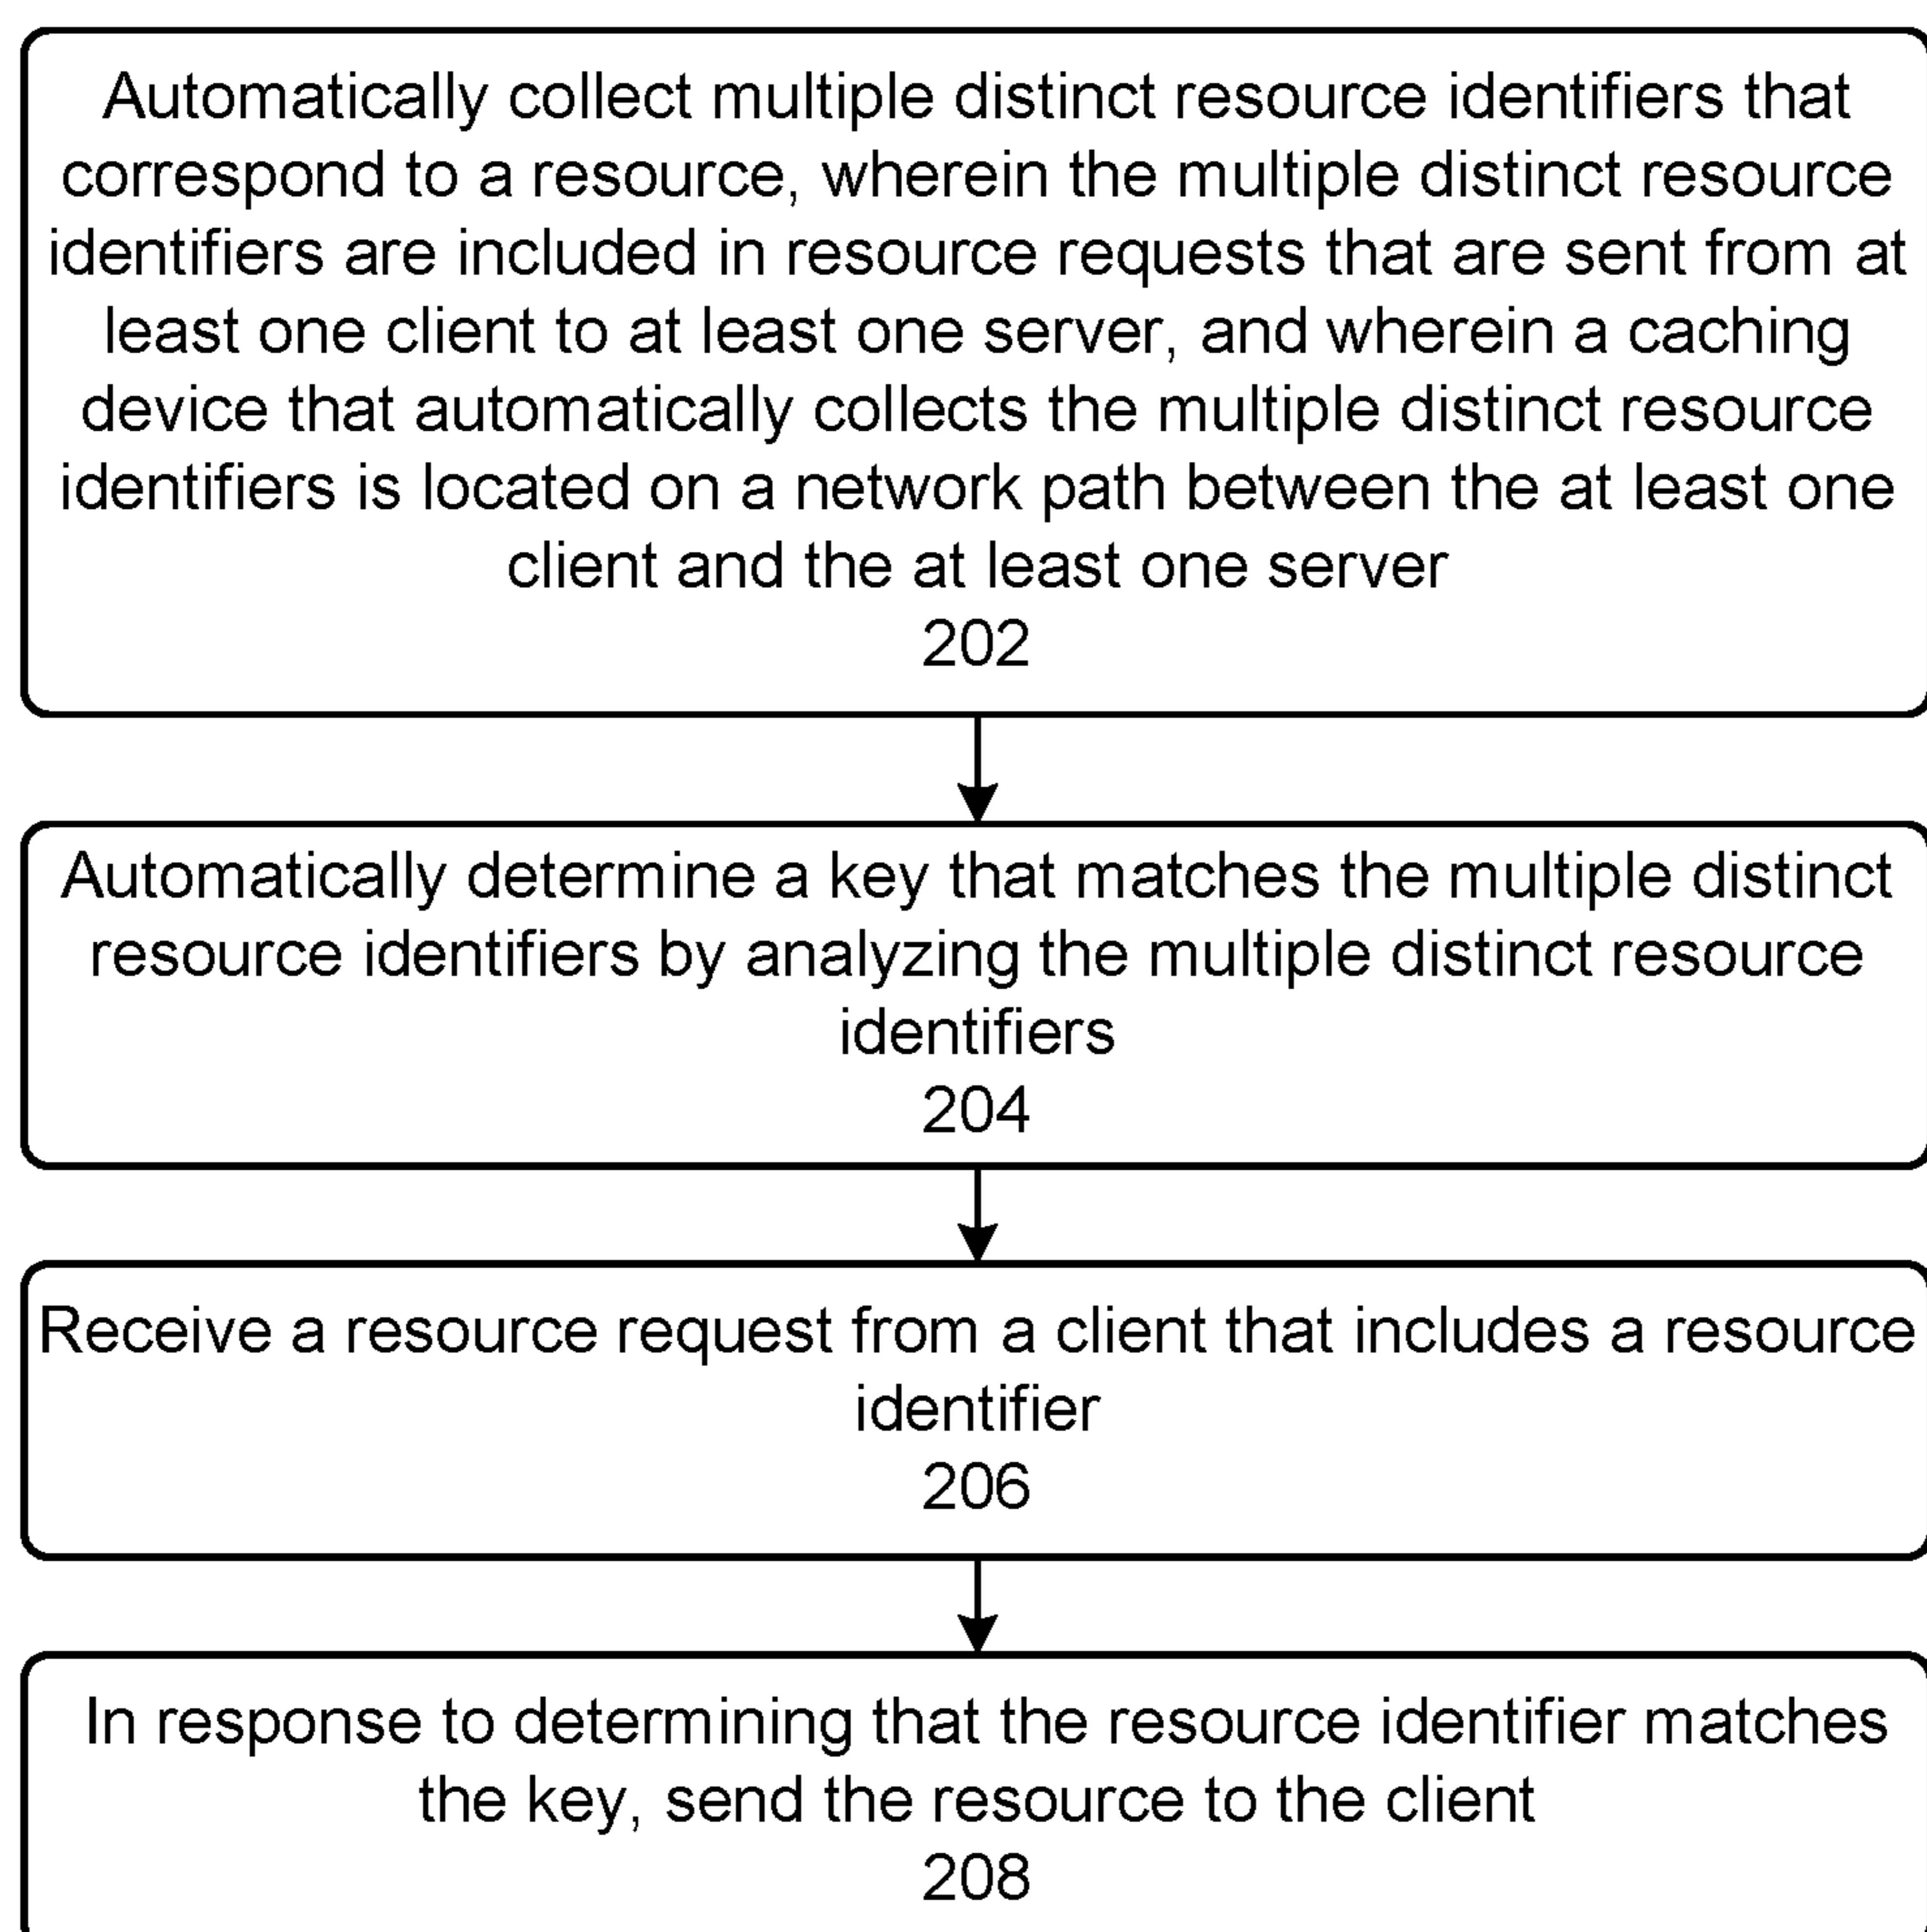 Automatically collect multiple distinct resource identifiers that
correspond to a resource, wherein the multiple distinct resource
identifiers are included in resource requests that are sent from at
least one client to at least one server, and wherein a caching
device that automatically collects the multiple distinct resource
identifiers is located on a network path between the at least one
client and the at least one server
202
Automatically determine a key that matches the multiple distinct
resource identifiers by analyzing the multiple distinct resource
identifiers
204
Receive a resource request from a client that includes a resource
identifier
206
In response to determining that the resource identifier matches
the key, send the resource to the client
208